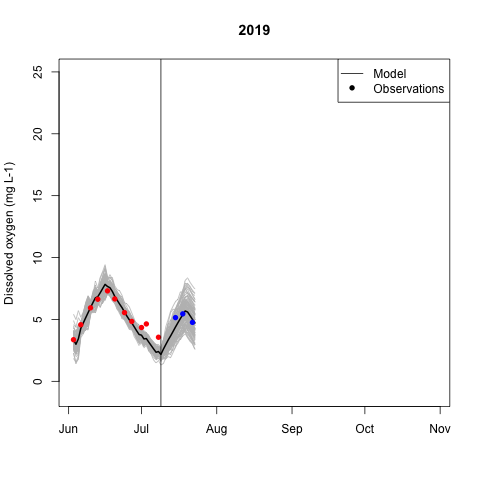 2019
Dissolved oxygen (mg L-1)
25
20
15
10
5
0
Model
Observations
Jun Jul Aug Sep Oct Nov